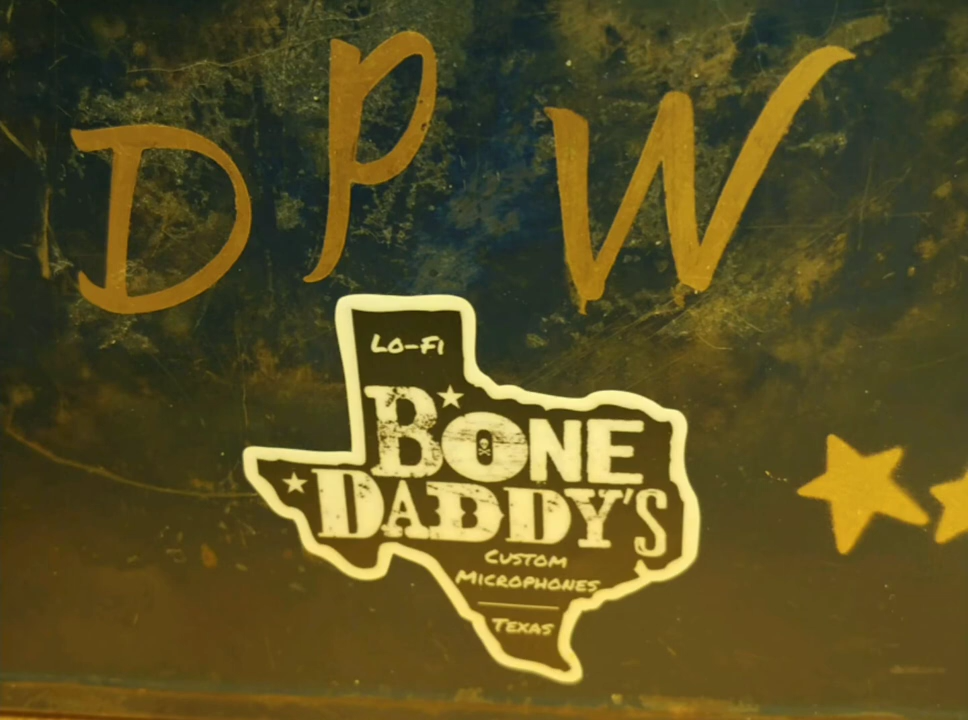 DPW
LO-FI
BONE
DADDY'S
CUSTOM
MICROPHONES
TEXAS